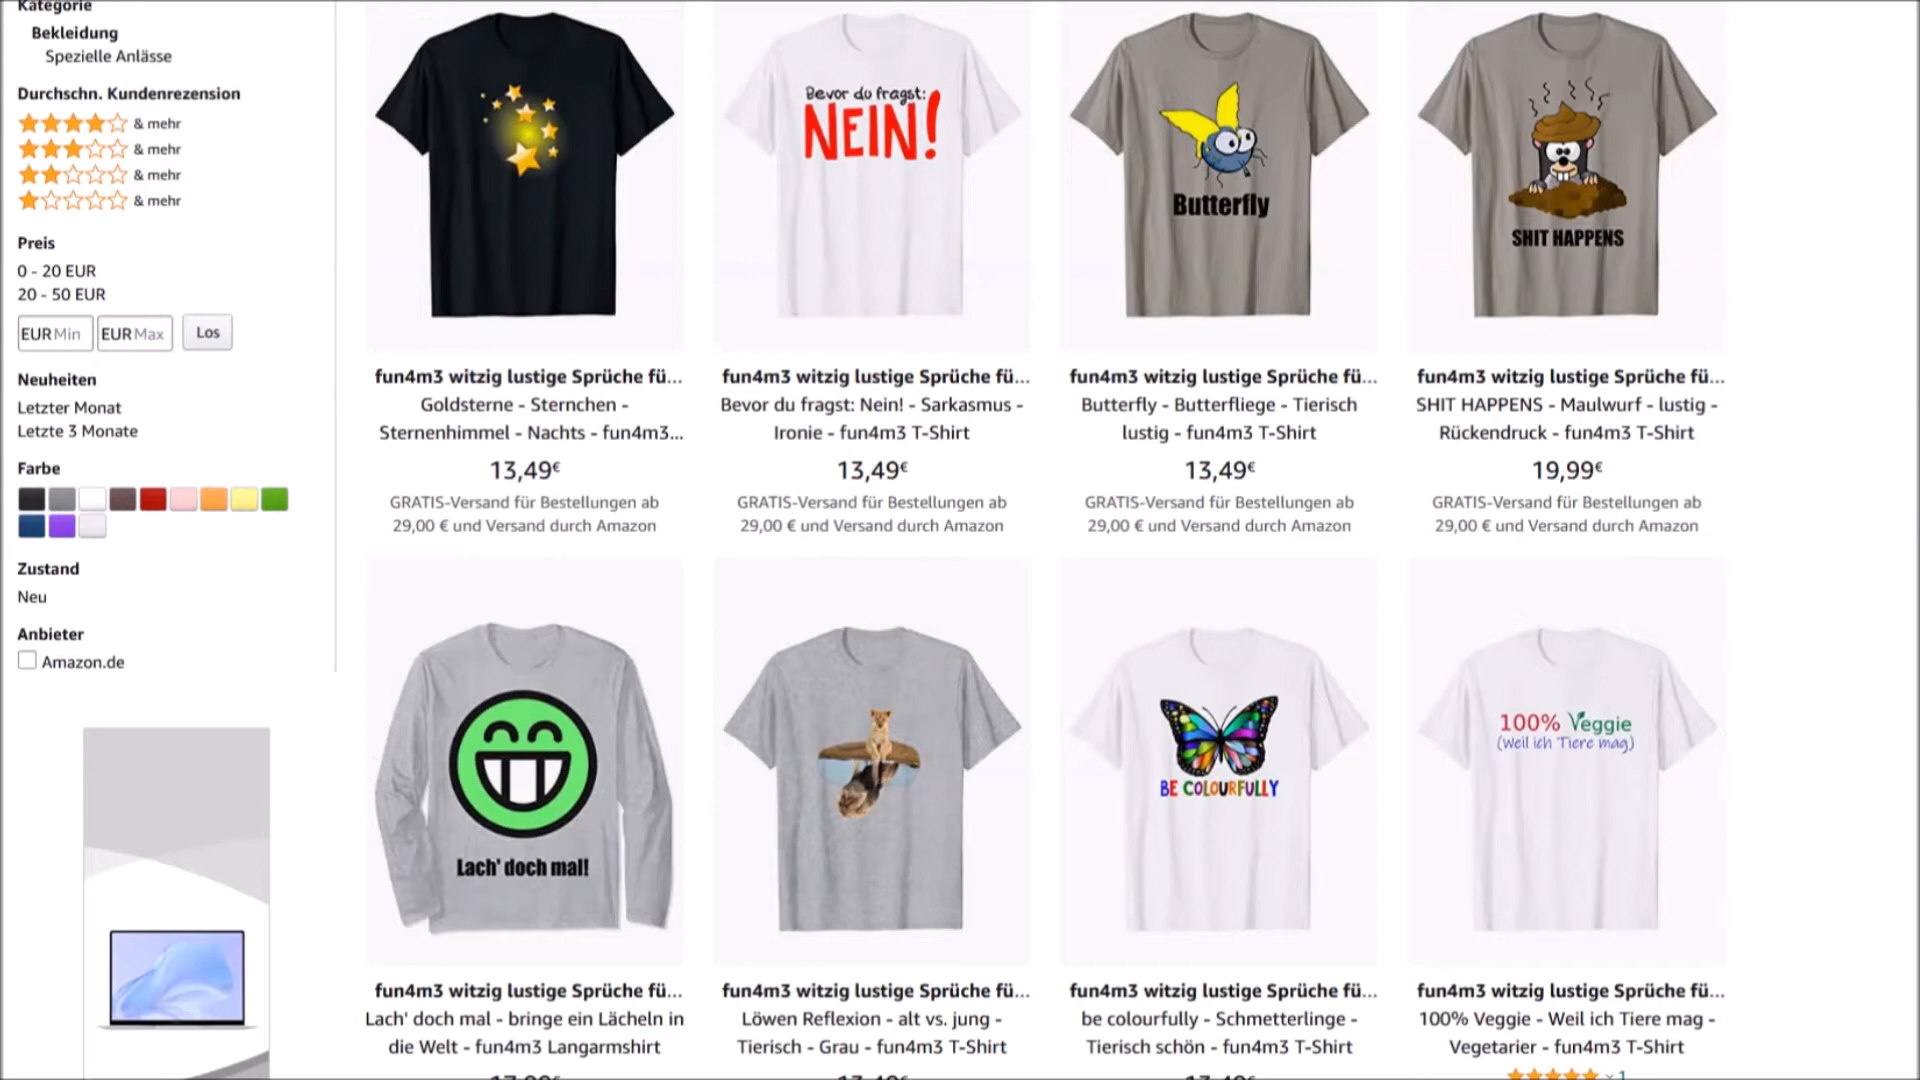 Kategorie
Bekleidung
Spezielle Anlässe
Durchschn. Kundenrezension
& mehr
& mehr
& mehr
& mehr
Preis
0 - 20 EUR
20 - 50 EUR
EUR Min EUR Max Los
Neuheiten
Letzter Monat
Letzte 3 Monate
Farbe
Zustand
Neu
Anbieter
Amazon.de
Bevor du fragst:
NEIN!
Butterfly
SHIT HAPPENS
fun4m3 witzig lustige Sprüche fü...
Goldsterne - Sternchen -
Sternenhimmel - Nachts - fun4m3...
13,49€
GRATIS-Versand für Bestellungen ab
29,00 € und Versand durch Amazon
fun4m3 witzig lustige Sprüche fü...
Bevor du fragst: Nein! - Sarkasmus -
Ironie - fun4m3 T-Shirt
13,49€
GRATIS-Versand für Bestellungen ab
29,00 € und Versand durch Amazon
fun4m3 witzig lustige Sprüche fü...
Butterfly - Butterfliege - Tierisch
lustig - fun4m3 T-Shirt
13,49€
GRATIS-Versand für Bestellungen ab
29,00 € und Versand durch Amazon
fun4m3 witzig lustige Sprüche fü...
SHIT HAPPENS - Maulwurf - lustig -
Rückendruck - fun4m3 T-Shirt
19,99€
GRATIS-Versand für Bestellungen ab
29,00 € und Versand durch Amazon
Lach' doch mal!
BE COLOURFULLY
100% Veggie
(weil ich Tiere mag)
fun4m3 witzig lustige Sprüche fü...
Lach' doch mal - bringe ein Lächeln in
die Welt - fun4m3 Langarmshirt
fun4m3 witzig lustige Sprüche fü...
Löwen Reflexion - alt vs. jung -
Tierisch - Grau - fun4m3 T-Shirt
fun4m3 witzig lustige Sprüche fü...
be colourfully - Schmetterlinge -
Tierisch schön - fun4m3 T-Shirt
fun4m3 witzig lustige Sprüche fü...
100% Veggie - Weil ich Tiere mag -
Vegetarier - fun4m3 T-Shirt
1